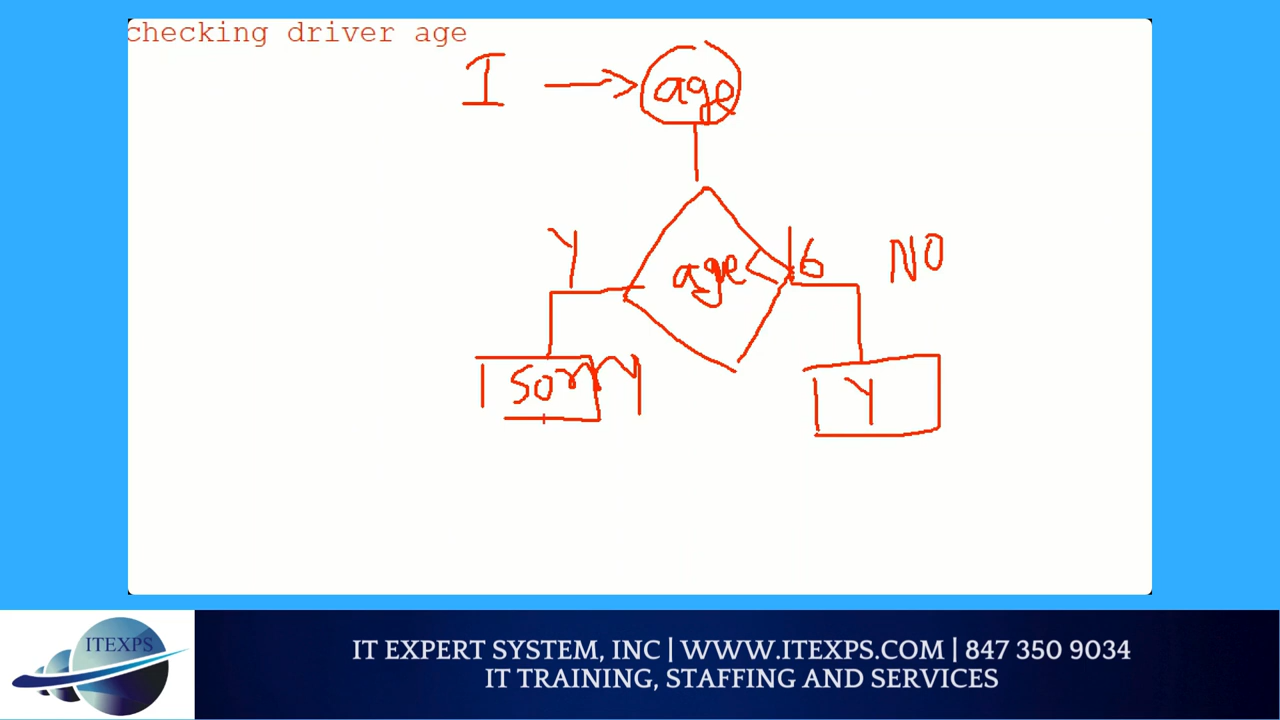 checking driver age
I → age
Y age < 16 NO
sorry Y
ITEXPS
IT EXPERT SYSTEM, INC | WWW.ITEXPS.COM | 847 350 9034
IT TRAINING, STAFFING AND SERVICES